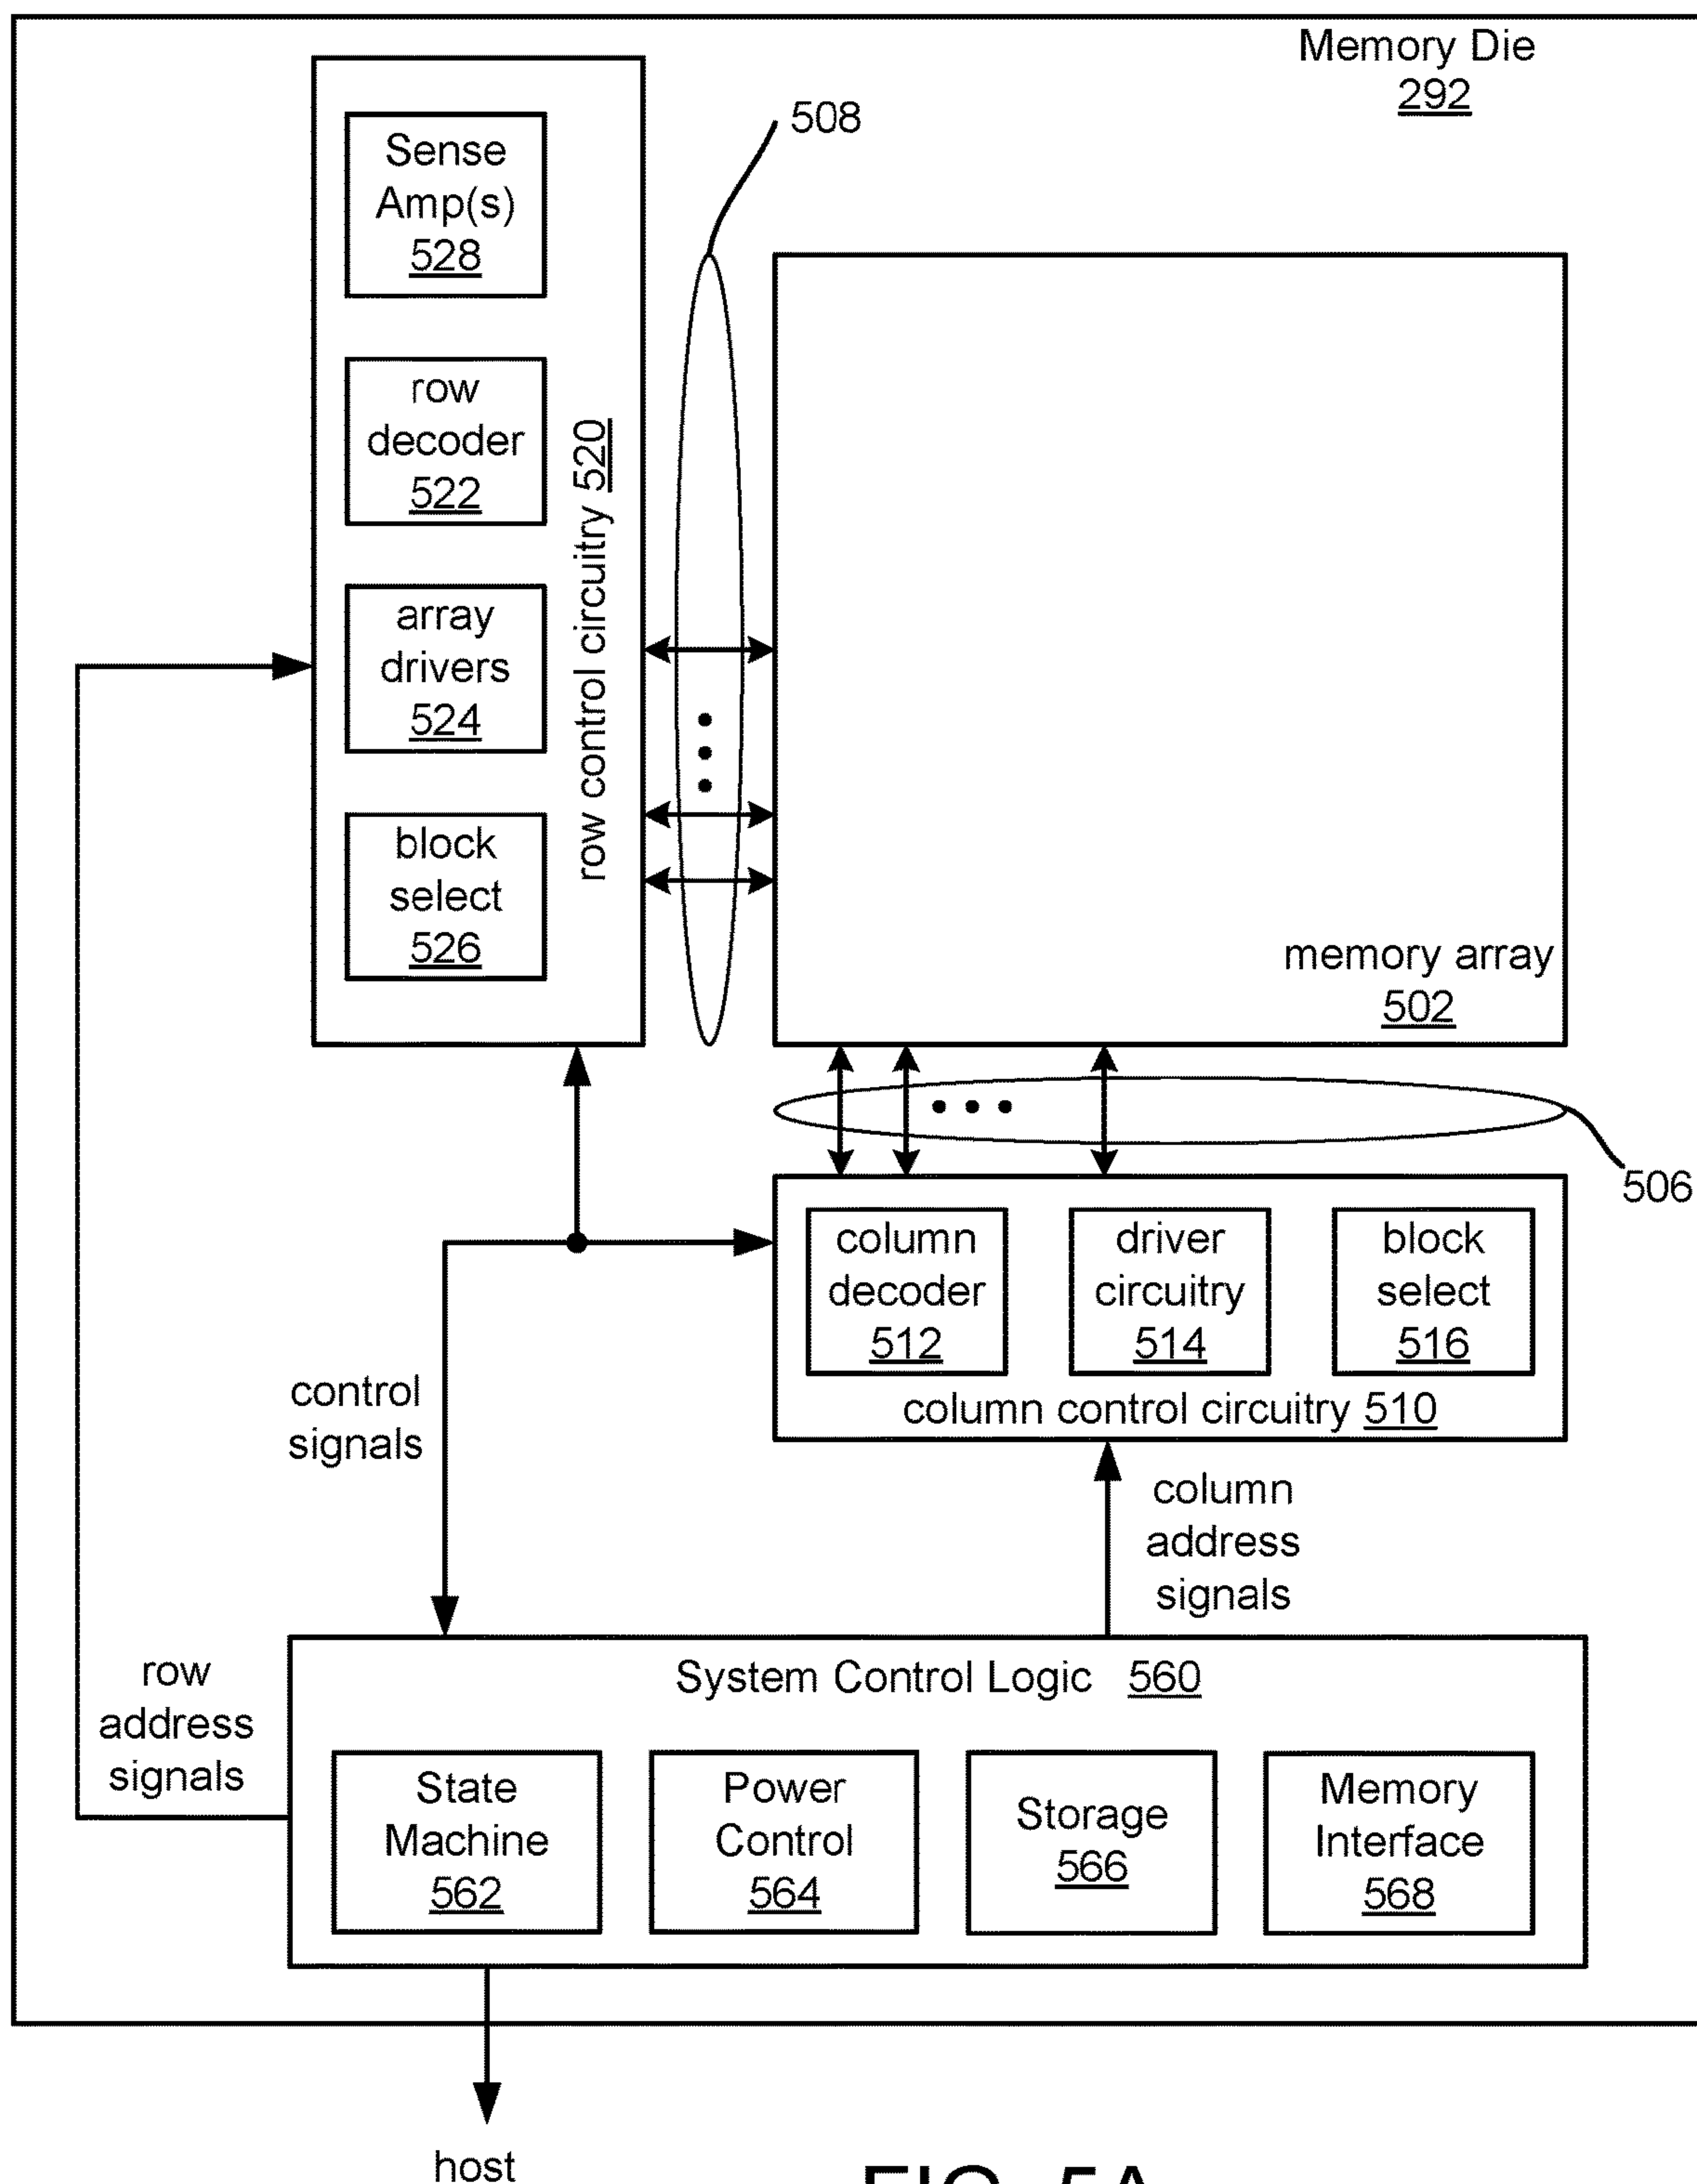 Memory Die
292
508
Sense
Amp(s)
528
row
decoder
522
array
drivers
524
block
select
526
row control circuitry 520
memory array
502
506
column
decoder
512
driver
circuitry
514
block
select
516
column control circuitry 510
control
signals
column
address
signals
row
address
signals
System Control Logic 560
State
Machine
562
Power
Control
564
Storage
566
Memory
Interface
568
host
FIG. 5A